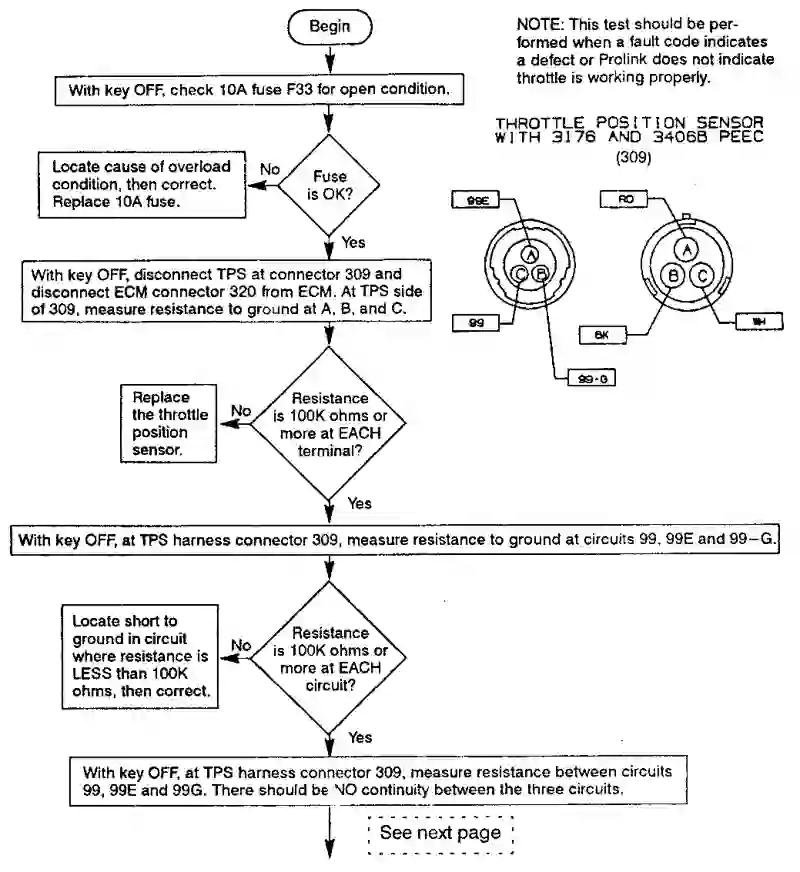 Begin
NOTE: This test should be per-
formed when a fault code indicates
a defect or Prolink does not indicate
throttle is working properly.
With key OFF, check 10A fuse F33 for open condition.
THROTTLE POSITION SENSOR
WITH 3176 AND 3406B PEEC
(309)
Locate cause of overload
condition, then correct.
Replace 10A fuse.
No
Fuse
is OK?
Yes
99E
A
C
B
99
99-G
RD
A
B
C
BK
WH
With key OFF, disconnect TPS at connector 309 and
disconnect ECM connector 320 from ECM. At TPS side
of 309, measure resistance to ground at A, B, and C.
Replace
the throttle
position
sensor.
No
Resistance
is 100K ohms or
more at EACH
terminal?
Yes
With key OFF, at TPS harness connector 309, measure resistance to ground at circuits 99, 99E and 99-G.
Locate short to
ground in circuit
where resistance is
LESS than 100K
ohms, then correct.
No
Resistance
is 100K ohms or
more at EACH
circuit?
Yes
With key OFF, at TPS harness connector 309, measure resistance between circuits
99, 99E and 99G. There should be NO continuity between the three circuits.
See next page